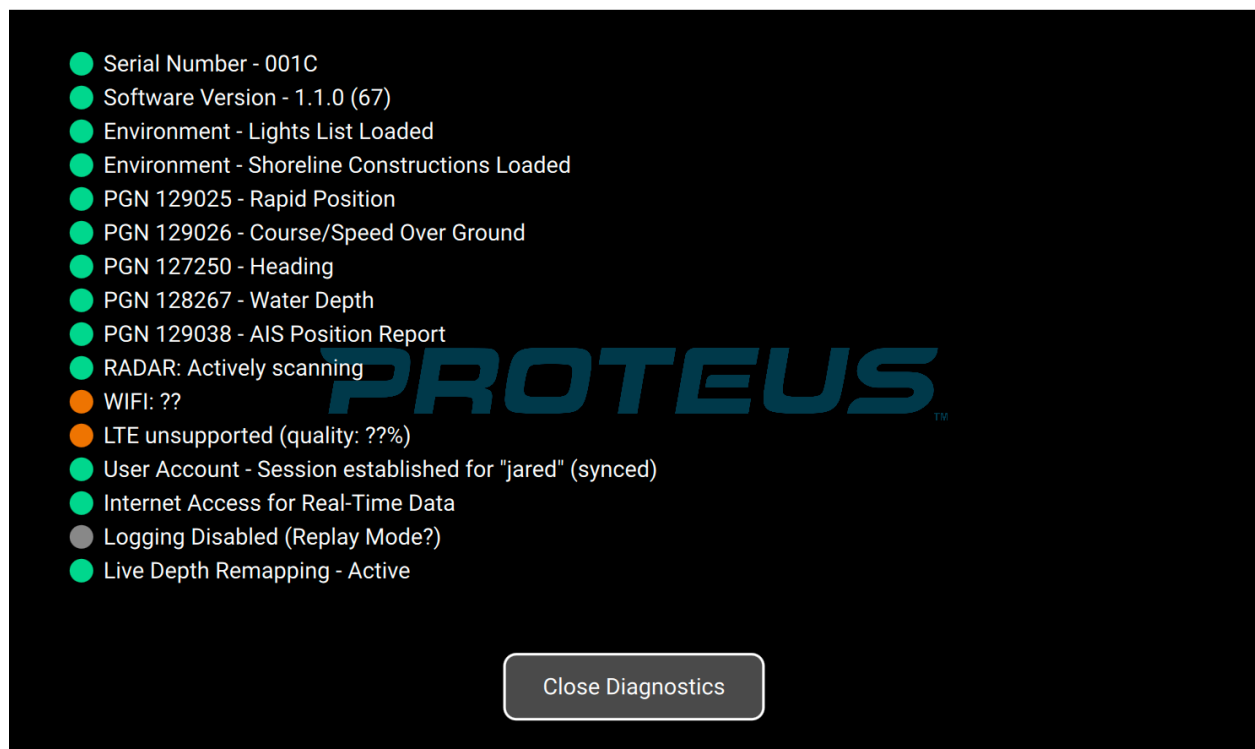 Serial Number - 001C
Software Version - 1.1.0 (67)
Environment - Lights List Loaded
Environment - Shoreline Constructions Loaded
PGN 129025 - Rapid Position
PGN 129026 - Course/Speed Over Ground
PGN 127250 - Heading
PGN 128267 - Water Depth
PGN 129038 - AIS Position Report
RADAR: Actively scanning
PROTEUS™
WIFI: ??
LTE unsupported (quality: ??%)
User Account - Session established for "jared" (synced)
Internet Access for Real-Time Data
Logging Disabled (Replay Mode?)
Live Depth Remapping - Active
Close Diagnostics